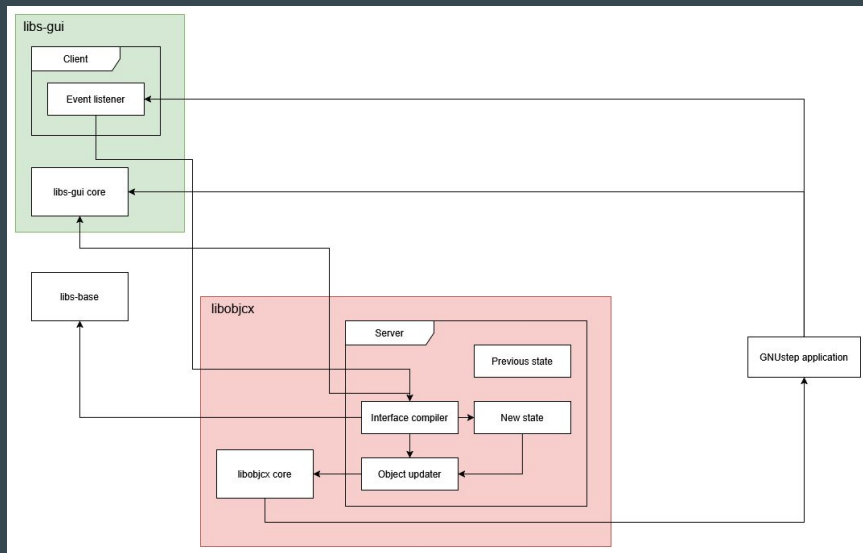 libs-gui
Client
Event listener
libs-gui core
libs-base
libobjcx
Server
Previous state
GNUstep application
Interface compiler
New state
libobjcx core
Object updater